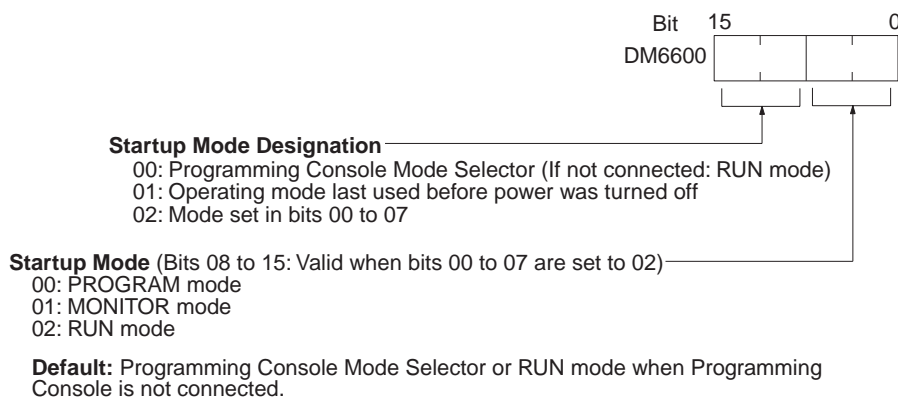 Bit 15 0
DM6600
Startup Mode Designation
00: Programming Console Mode Selector (If not connected: RUN mode)
01: Operating mode last used before power was turned off
02: Mode set in bits 00 to 07
Startup Mode (Bits 08 to 15: Valid when bits 00 to 07 are set to 02)
00: PROGRAM mode
01: MONITOR mode
02: RUN mode
Default: Programming Console Mode Selector or RUN mode when Programming
Console is not connected.